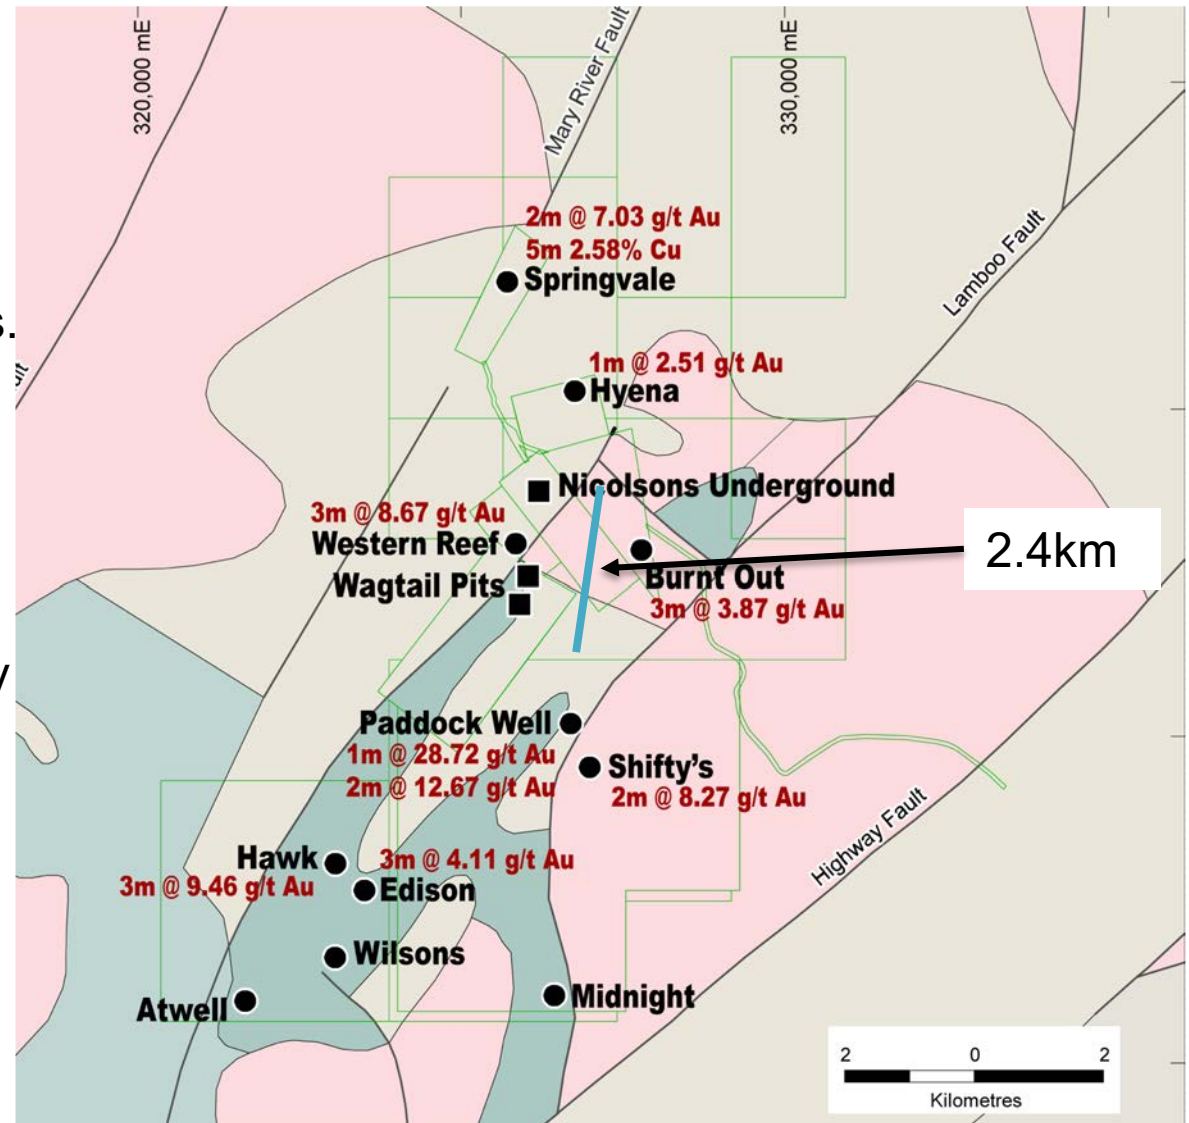 320,000 mE
Mary River Fault
330,000 mE
2m @ 7.03 g/t Au
5m 2.58% Cu
Springvale
Lamboo Fault
s.
1m @ 2.51 g/t Au
Hyena
Nicolsons Underground
3m @ 8.67 g/t Au
Western Reef
2.4km
Burnt Out
Wagtail Pits
3m @ 3.87 g/t Au
y
Paddock Well
1m @ 28.72 g/t Au
Shifty's
2m @ 12.67 g/t Au
2m @ 8.27 g/t Au
Highway Fault
Hawk
3m @ 4.11 g/t Au
3m @ 9.46 g/t Au
Edison
Wilsons
Midnight
Atwell
2 0 2
Kilometres